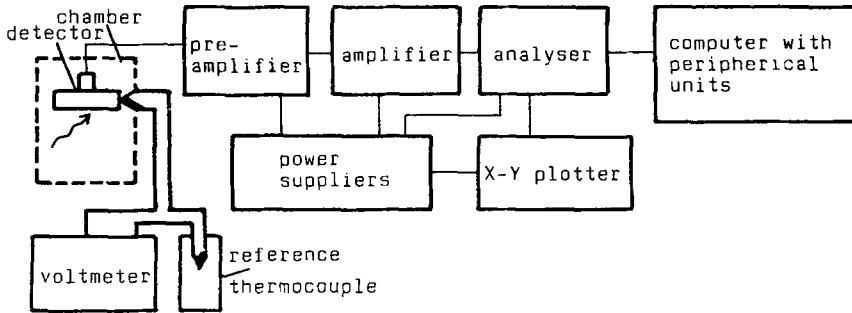 chamber
detector
pre-
amplifier
amplifier
analyser
computer with
peripherical
units
power
suppliers
X-Y plotter
voltmeter
reference
thermocouple